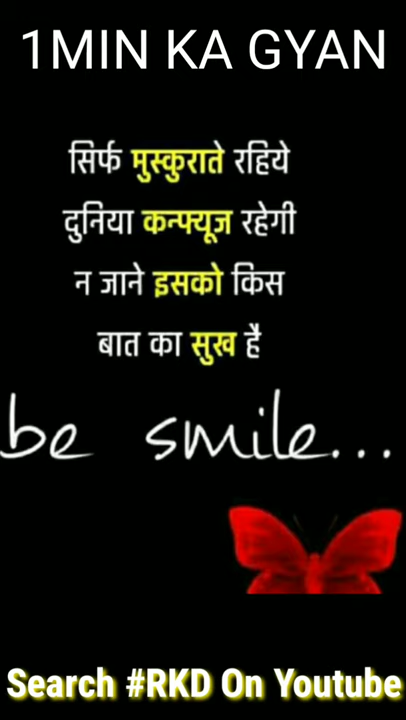 1MIN KA GYAN
सिर्फ मुस्कुराते रहिये
दुनिया कन्फ्यूज रहेगी
न जाने इसको किस
बात का सुख है
be smile...
Search #RKD On Youtube